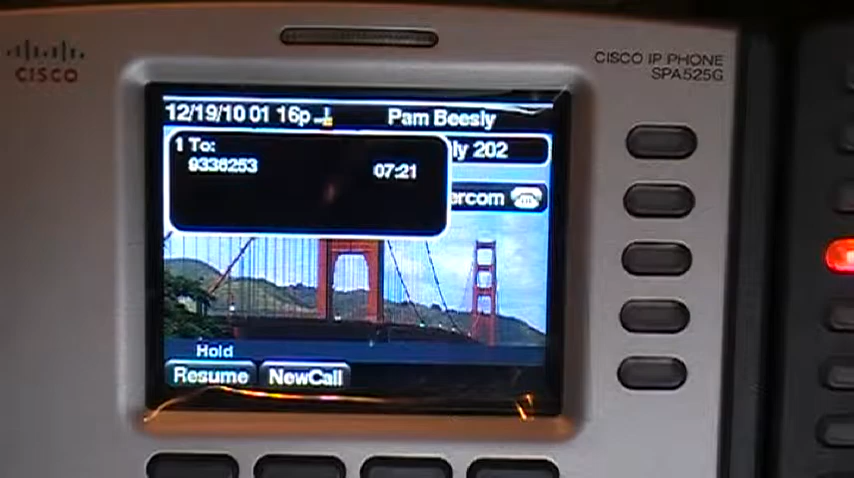 CISCO
CISCO IP PHONE
SPA525G
12/19/10 01 16p Pam Beesly
1 To:
9336253 07:21
ly 202
ercom
Hold
Resume NewCall